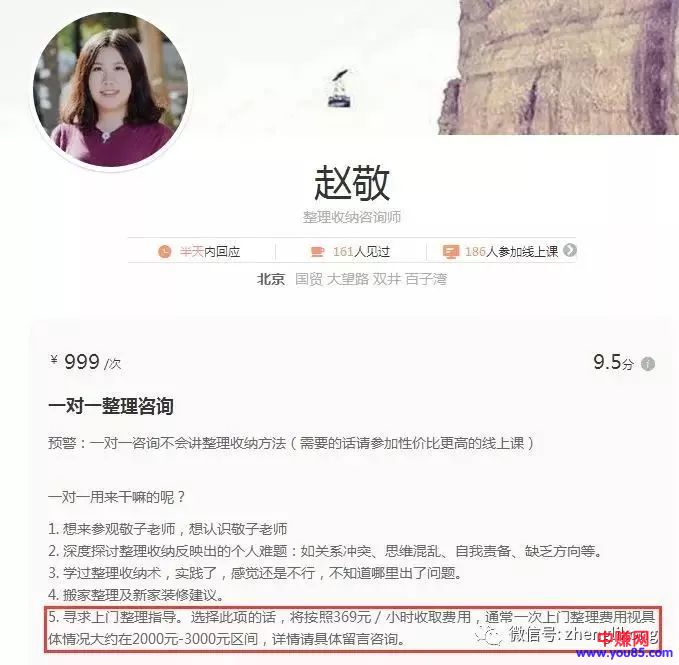 赵敬
整理收纳咨询师
半天内回应 161人见过 186人参加线上课
北京 国贸 大望路 双井 百子湾
￥999 /次 9.5分
一对一整理咨询
预警：一对一咨询不会讲整理收纳方法（需要的话请参加性价比更高的线上课）
一对一用来干嘛的呢？
1. 想来参观敬子老师，想认识敬子老师
2. 深度探讨整理收纳反映出的个人难题：如关系冲突、思维混乱、自我责备、缺乏方向等。
3. 学过整理收纳术，实践了，感觉还是不行，不知道哪里出了问题。
4. 搬家整理及新家装修建议。
5. 寻求上门整理指导。选择此项的话，将按照369元 / 小时收取费用，通常一次上门整理费用视具
体情况大约在2000元-3000元区间，详情请具体留言咨询。
微信号:
中赚网
www.you85.com